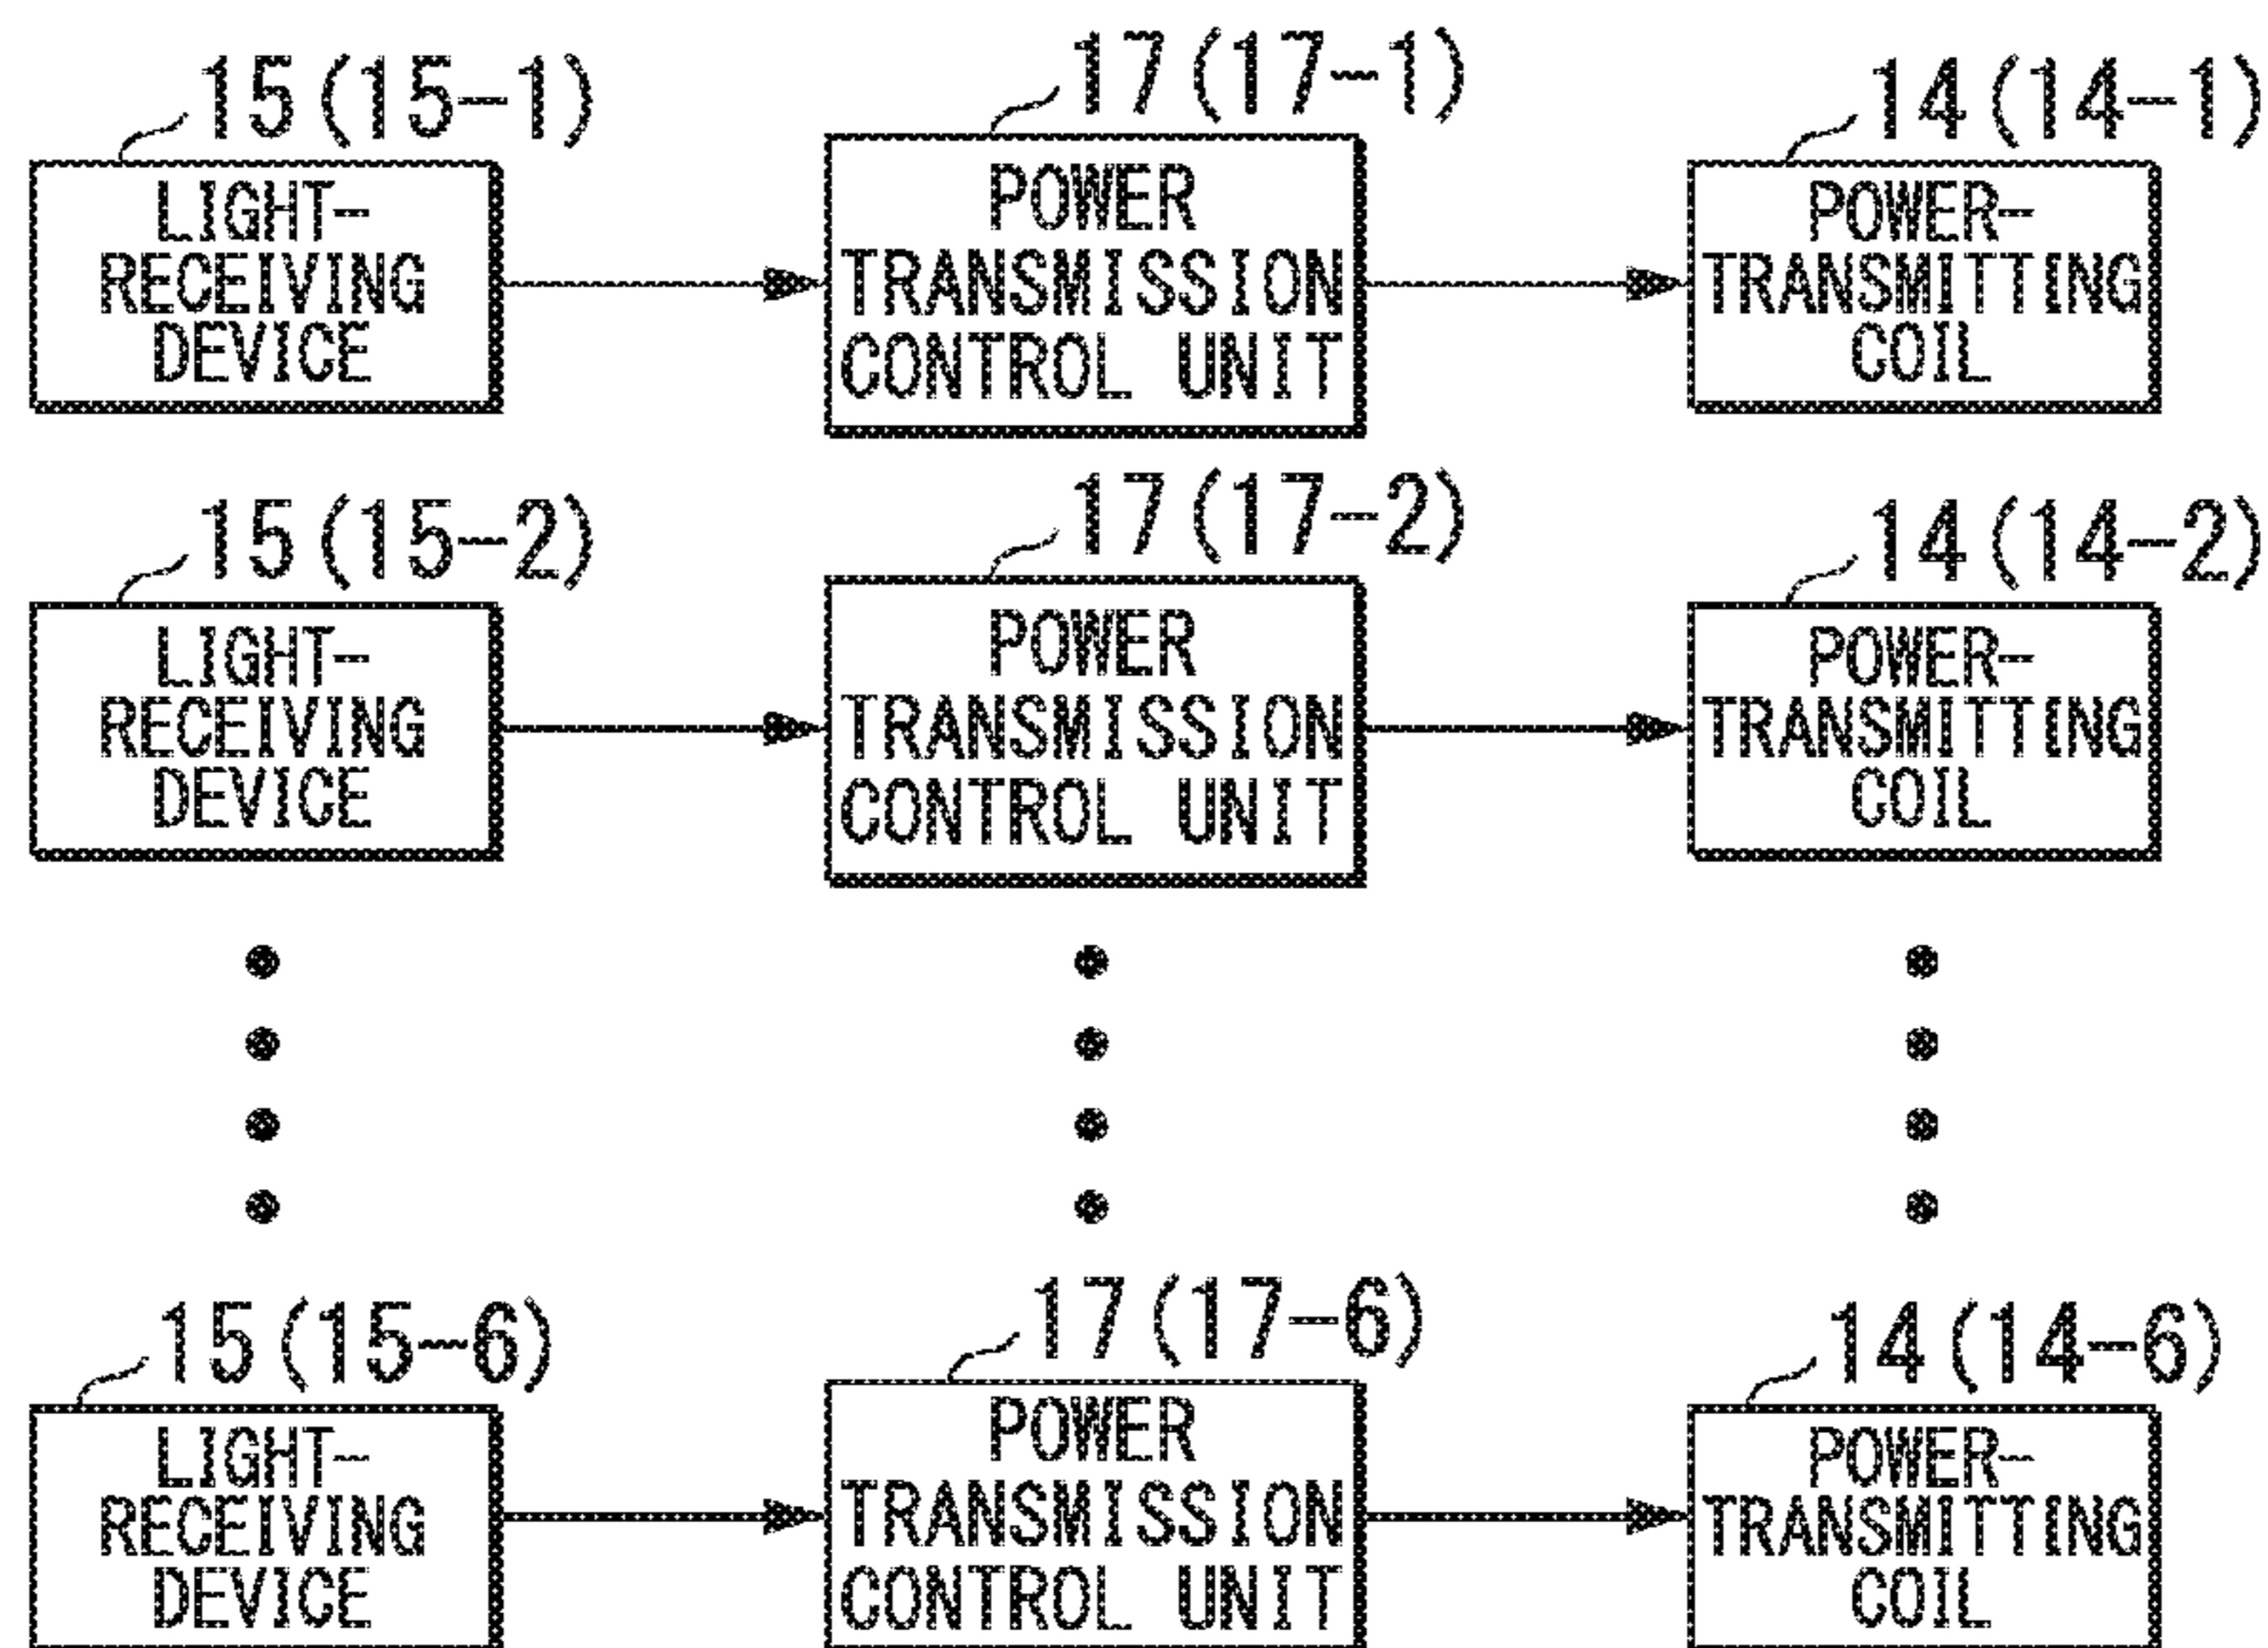 15 (15-1)
17 (17-1)
14 (14-1)
LIGHT-
RECEIVING
DEVICE
POWER
TRANSMISSION
CONTROL UNIT
POWER-
TRANSMITTING
COIL
15 (15-2)
17 (17-2)
14 (14-2)
LIGHT-
RECEIVING
DEVICE
POWER
TRANSMISSION
CONTROL UNIT
POWER-
TRANSMITTING
COIL
15 (15-6)
17 (17-6)
14 (14-6)
LIGHT-
RECEIVING
DEVICE
POWER
TRANSMISSION
CONTROL UNIT
POWER-
TRANSMITTING
COIL